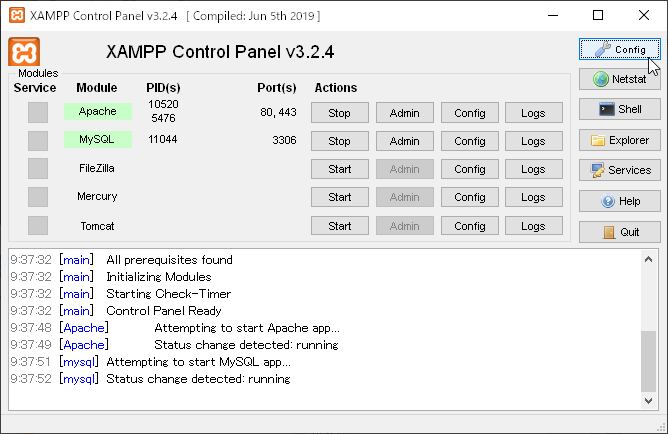 XAMPP Control Panel v3.2.4 [ Compiled: Jun 5th 2019 ]
XAMPP Control Panel v3.2.4
Config
Modules
Service Module PID(s) Port(s) Actions
Netstat
Apache 10520 5476 80, 443 Stop Admin Config Logs
Shell
MySQL 11044 3306 Stop Admin Config Logs
Explorer
FileZilla Start Admin Config Logs
Services
Mercury Start Admin Config Logs
Help
Tomcat Start Admin Config Logs
Quit
9:37:32 [main] All prerequisites found
9:37:32 [main] Initializing Modules
9:37:32 [main] Starting Check-Timer
9:37:32 [main] Control Panel Ready
9:37:48 [Apache] Attempting to start Apache app...
9:37:49 [Apache] Status change detected: running
9:37:51 [mysql] Attempting to start MySQL app...
9:37:52 [mysql] Status change detected: running